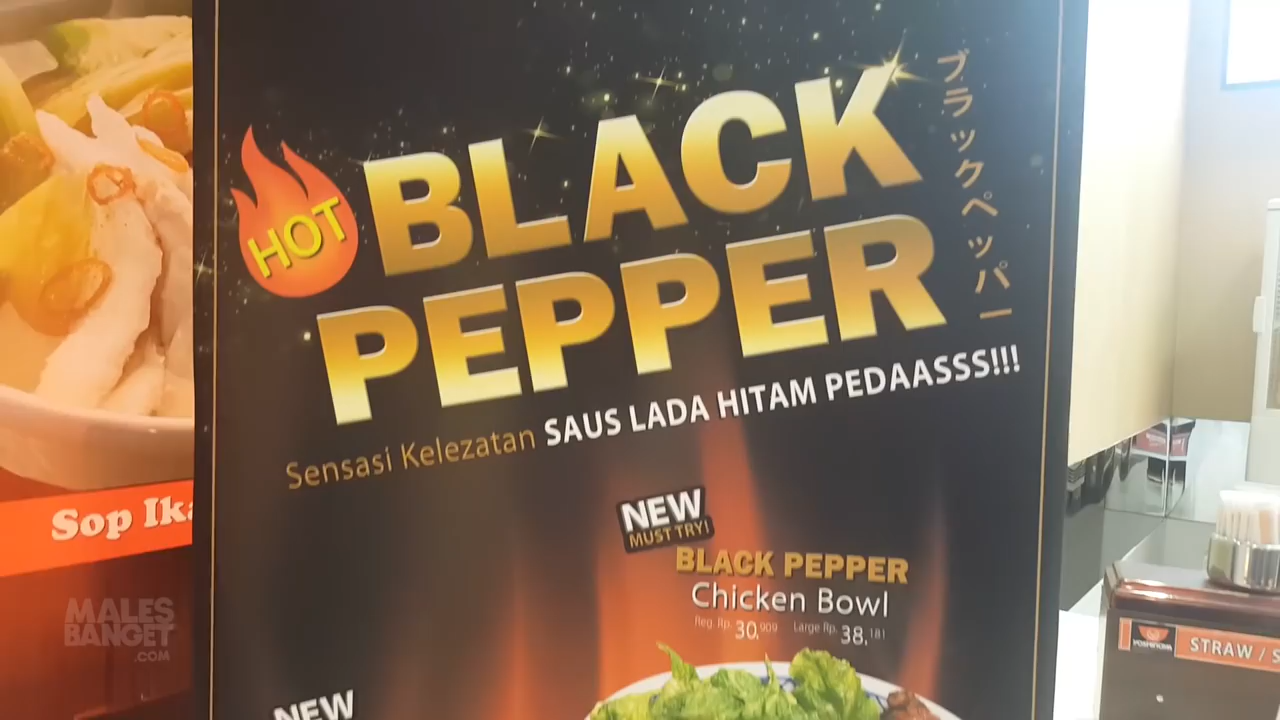 HOT
BLACK
PEPPER
ブラックペッパー
Sensasi Kelezatan SAUS LADA HITAM PEDAASSS!!!
NEW
MUST TRY!
BLACK PEPPER
Chicken Bowl
Reg. Rp. 30,909 Large Rp. 38,181
NEW
Sop Ika
MALES
BANGET
.COM
YOSHINOYA
STRAW / S